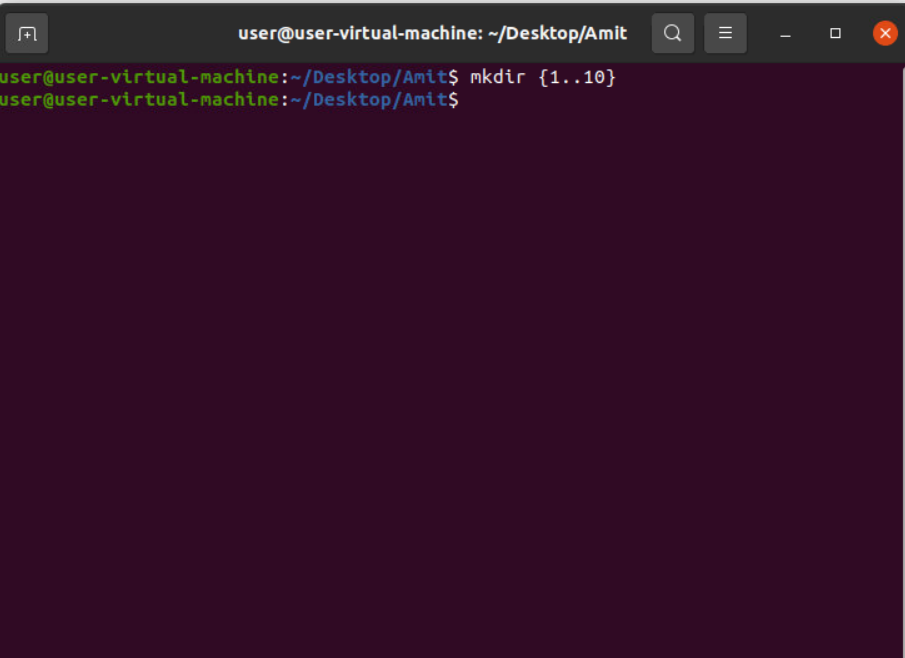 user@user-virtual-machine: ~/Desktop/Amit
user@user-virtual-machine:~/Desktop/Amit$ mkdir {1..10}
user@user-virtual-machine:~/Desktop/Amit$